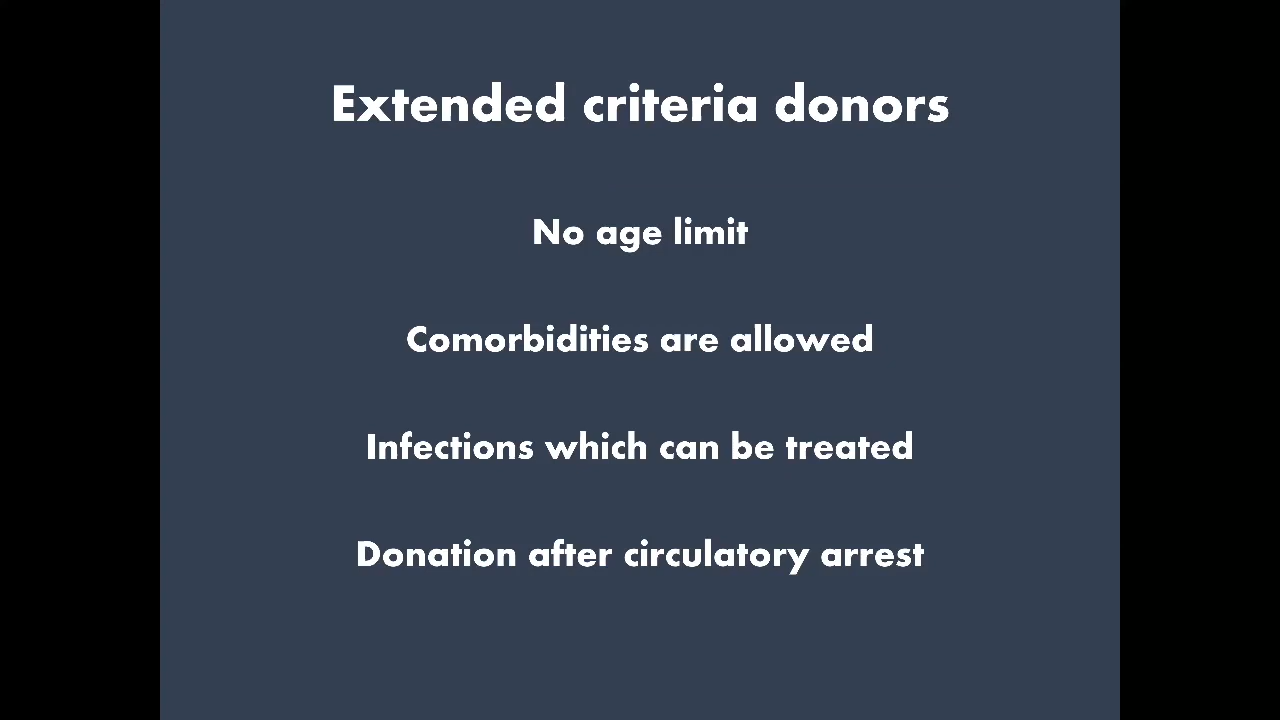 Extended criteria donors
No age limit
Comorbidities are allowed
Infections which can be treated
Donation after circulatory arrest